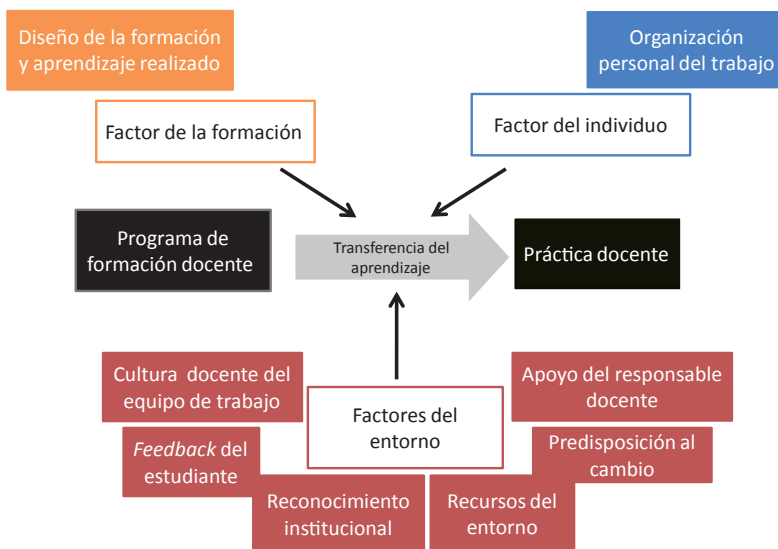 Diseño de la formación
y aprendizaje realizado
Organización
personal del trabajo
Factor de la formación
Factor del individuo
Programa de
formación docente
Transferencia del
aprendizaje
Práctica docente
Cultura docente del
equipo de trabajo
Factores del
entorno
Apoyo del responsable
docente
Feedback del
estudiante
Predisposición al
cambio
Reconocimiento
institucional
Recursos del
entorno